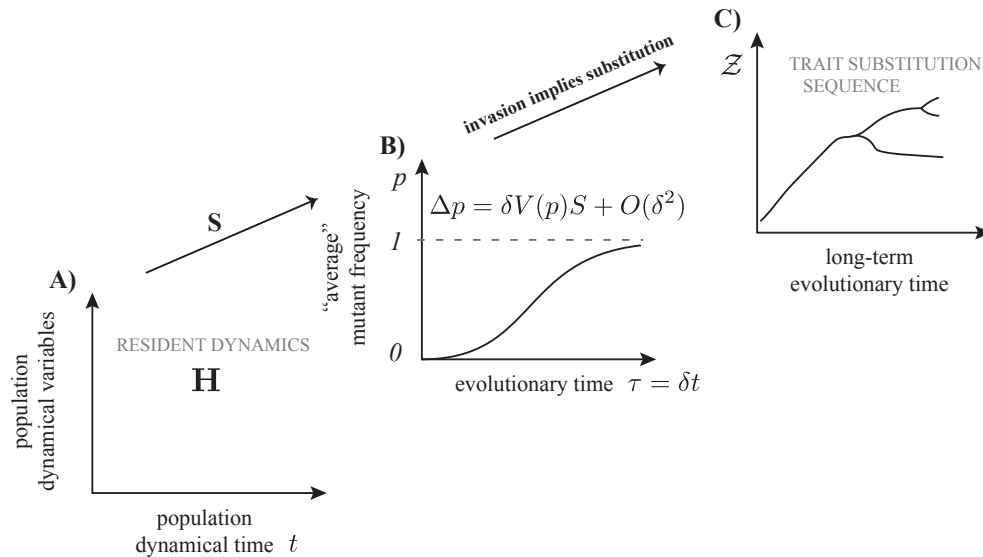 A)
population
dynamical variables
RESIDENT DYNAMICS
H
population
dynamical time t
S
B)
"average"
mutant frequency
p
1
0
Δp = δV(p)S + O(δ²)
evolutionary time τ = δt
invasion implies substitution
C)
𝒵
TRAIT SUBSTITUTION
SEQUENCE
long-term
evolutionary time